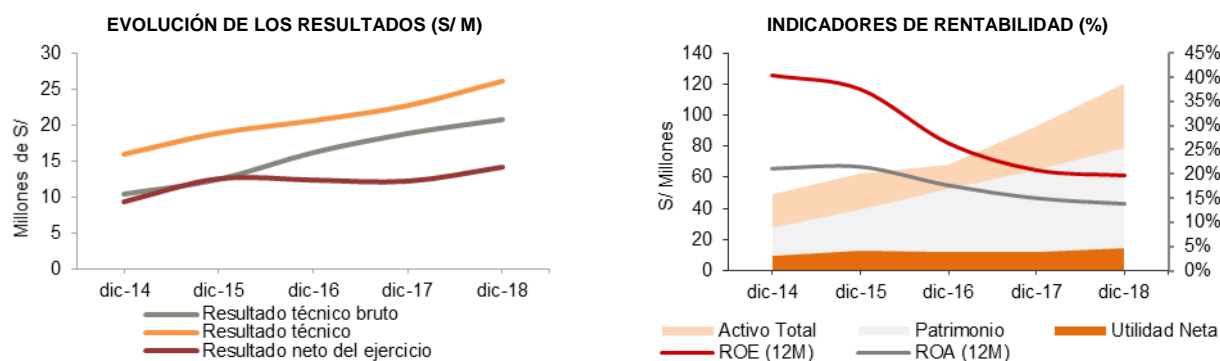 EVOLUCIÓN DE LOS RESULTADOS (S/ M)
30
25
20
15
10
5
0
Millones de S/
dic-14 dic-15 dic-16 dic-17 dic-18
Resultado técnico bruto
Resultado técnico
Resultado neto del ejercicio
INDICADORES DE RENTABILIDAD (%)
140
120
100
80
60
40
20
0
S/ Millones
45%
40%
35%
30%
25%
20%
15%
10%
5%
0%
dic-14 dic-15 dic-16 dic-17 dic-18
Activo Total Patrimonio Utilidad Neta
ROE (12M) ROA (12M)